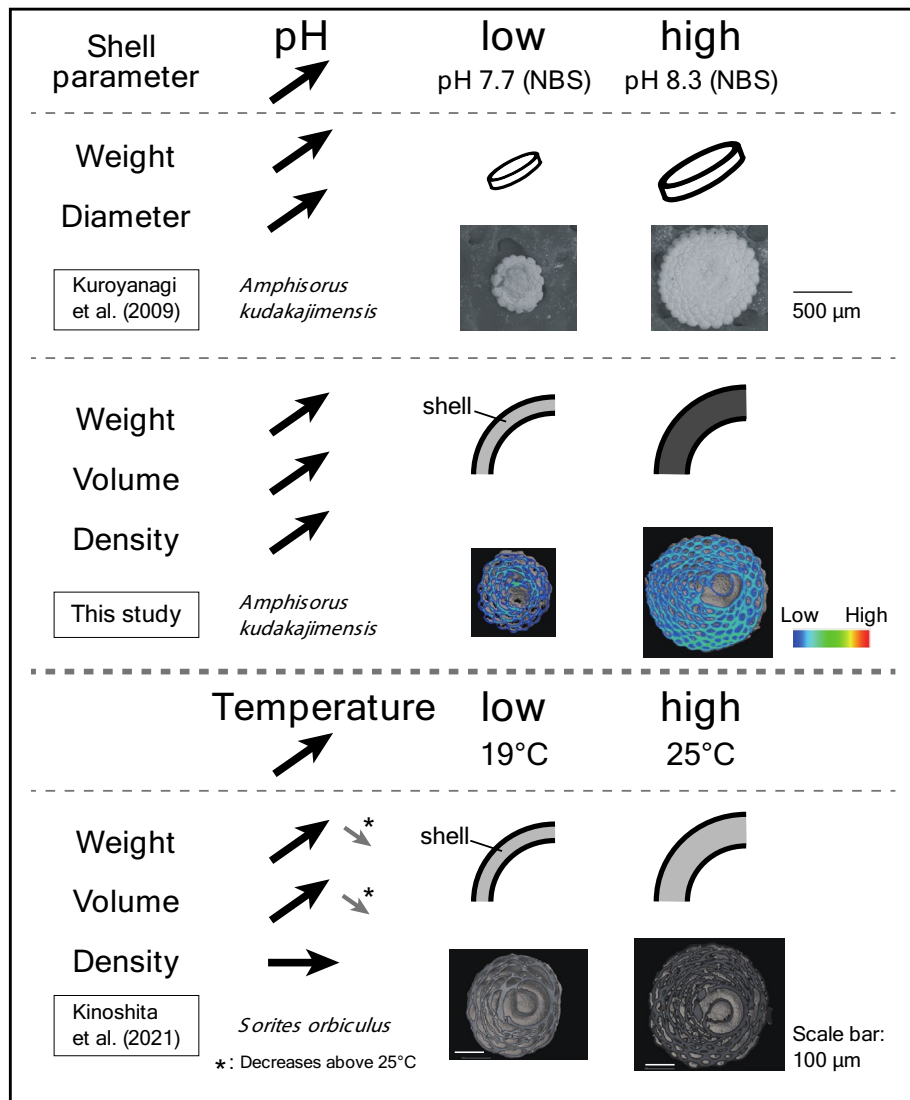 Shell parameter
pH
low
high
pH 7.7 (NBS)
pH 8.3 (NBS)
Weight
Diameter
Kuroyanagi et al. (2009)
Amphisorus kudakajimensis
500 µm
Weight
shell
Volume
Density
This study
Amphisorus kudakajimensis
Low High
Temperature
low
high
19°C
25°C
Weight
*
shell
Volume
*
Density
Kinoshita et al. (2021)
Sorites orbiculus
*: Decreases above 25°C
Scale bar: 100 µm